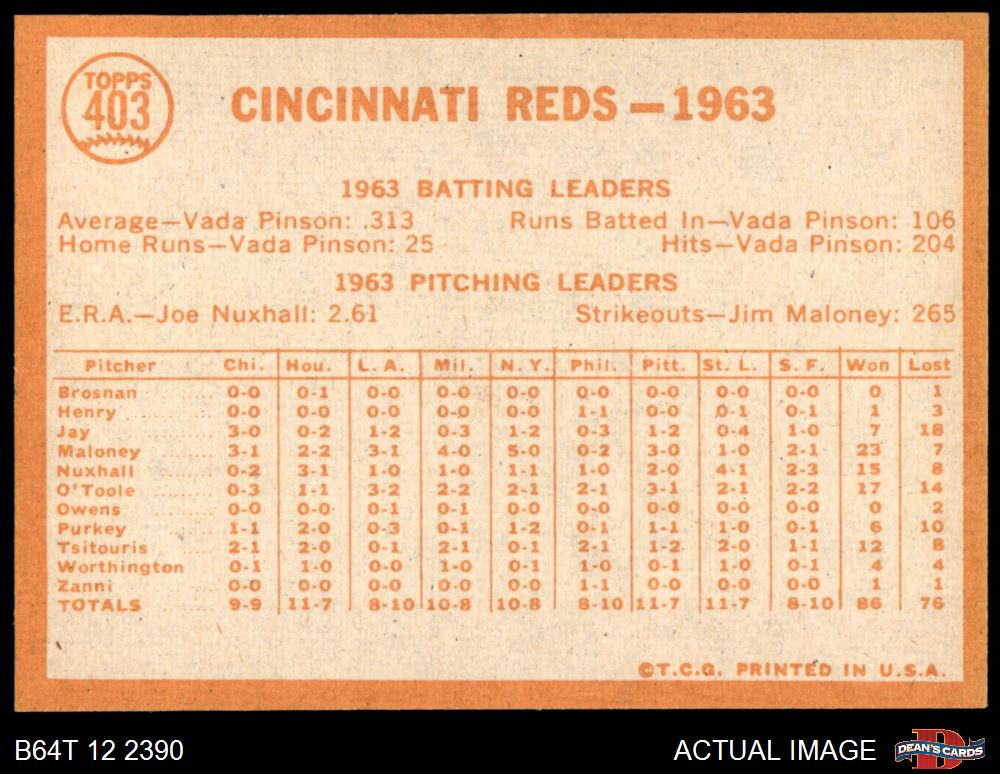 TOPPS
403
CINCINNATI REDS—1963
1963 BATTING LEADERS
Average—Vada Pinson: .313 Runs Batted In—Vada Pinson: 106
Home Runs—Vada Pinson: 25 Hits—Vada Pinson: 204
1963 PITCHING LEADERS
E.R.A.—Joe Nuxhall: 2.61 Strikeouts—Jim Maloney: 265
Pitcher Chi. Hou. L.A. Mil. N.Y. Phil. Pitt. St. L. S.F. Won Lost
Brosnan 0-0 0-1 0-0 0-0 0-0 0-0 0-0 0-0 0-0 0 1
Henry 0-0 0-0 0-0 0-0 0-0 1-1 0-0 0-1 0-1 1 3
Jay 3-0 0-2 1-2 0-3 1-2 0-3 1-2 0-4 1-0 7 18
Maloney 3-1 2-2 3-1 4-0 5-0 0-2 3-0 1-0 2-1 23 7
Nuxhall 0-2 3-1 1-0 1-0 1-1 1-0 2-0 4-1 2-3 15 8
O'Toole 0-3 1-1 3-2 2-2 2-1 2-1 3-1 2-1 2-2 17 14
Owens 0-0 0-0 0-1 0-1 0-0 0-0 0-0 0-0 0-0 0 2
Purkey 1-1 2-0 0-3 1-0 1-2 0-1 1-1 1-0 0-1 6 10
Tsitouris 2-1 2-0 0-1 2-1 0-1 2-1 1-2 2-0 1-1 12 8
Worthington 0-1 1-0 0-0 1-0 0-1 1-0 0-1 1-0 0-1 4 4
Zanni 0-0 0-0 0-0 0-0 0-0 1-1 0-0 0-0 0-0 1 1
TOTALS 9-9 11-7 8-10 10-8 10-8 8-10 11-7 11-7 8-10 86 76
©T.C.G. PRINTED IN U.S.A.
B64T 12 2390 ACTUAL IMAGE DEAN'S CARDS